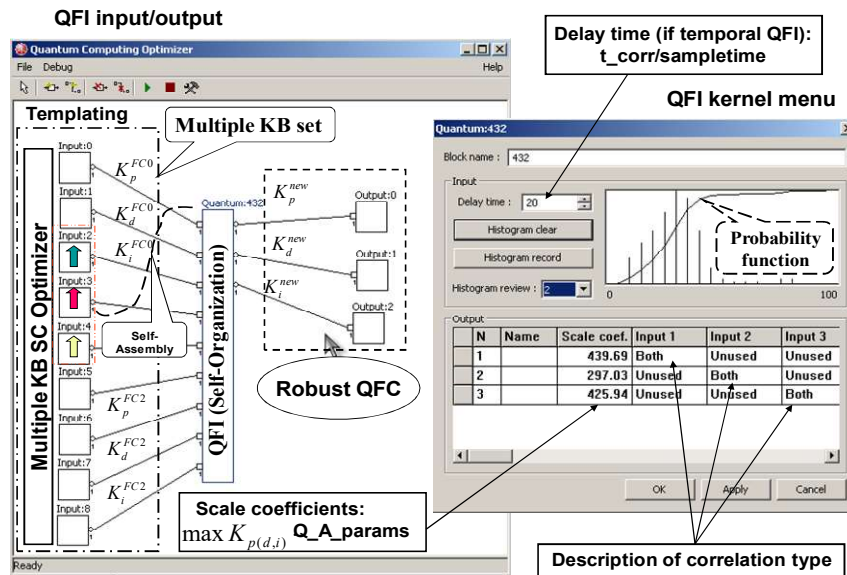 QFI input/output
Quantum Computing Optimizer
File Debug Help
Templating
Multiple KB set
Multiple KB SC Optimizer
Input:0
Input:1
Input:2
Input:3
Input:4
Input:5
Input:6
Input:7
Input:8
K_p^{FC0}
K_d^{FC0}
K_i^{FC0}
Self-
Assembly
K_p^{FC2}
K_d^{FC2}
K_i^{FC2}
Quantum:432
QFI (Self-Organization)
K_p^{new}
K_d^{new}
K_i^{new}
Output:0
Output:1
Output:2
Robust QFC
Scale coefficients:
max K_{p(d,i)} Q_A_params
Ready
Delay time (if temporal QFI):
t_corr/sampletime
QFI kernel menu
Quantum:432
Block name : 432
Input
Delay time : 20
Histogram clear
Histogram record
Histogram review : 2
Probability
function
0 100
Output
N Name Scale coef. Input 1 Input 2 Input 3
1 439.69 Both Unused Unused
2 297.03 Unused Both Unused
3 425.94 Unused Unused Both
OK Apply Cancel
Description of correlation type